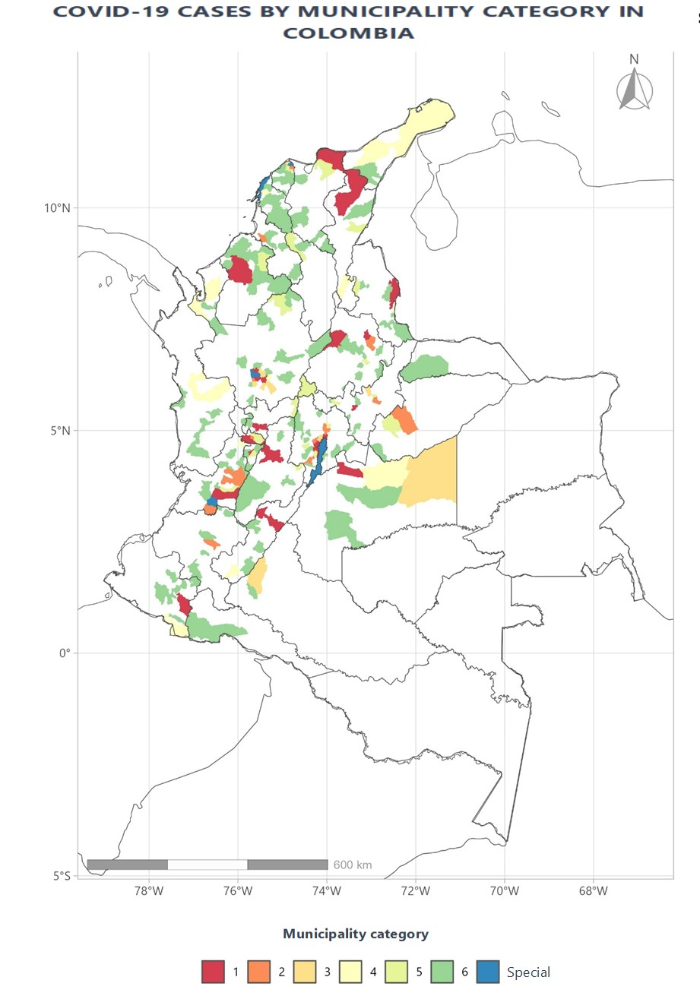 COVID-19 CASES BY MUNICIPALITY CATEGORY IN
COLOMBIA
N
10°N
5°N
0°
5°S
600 km
78°W 76°W 74°W 72°W 70°W 68°W
Municipality category
1 2 3 4 5 6 Special